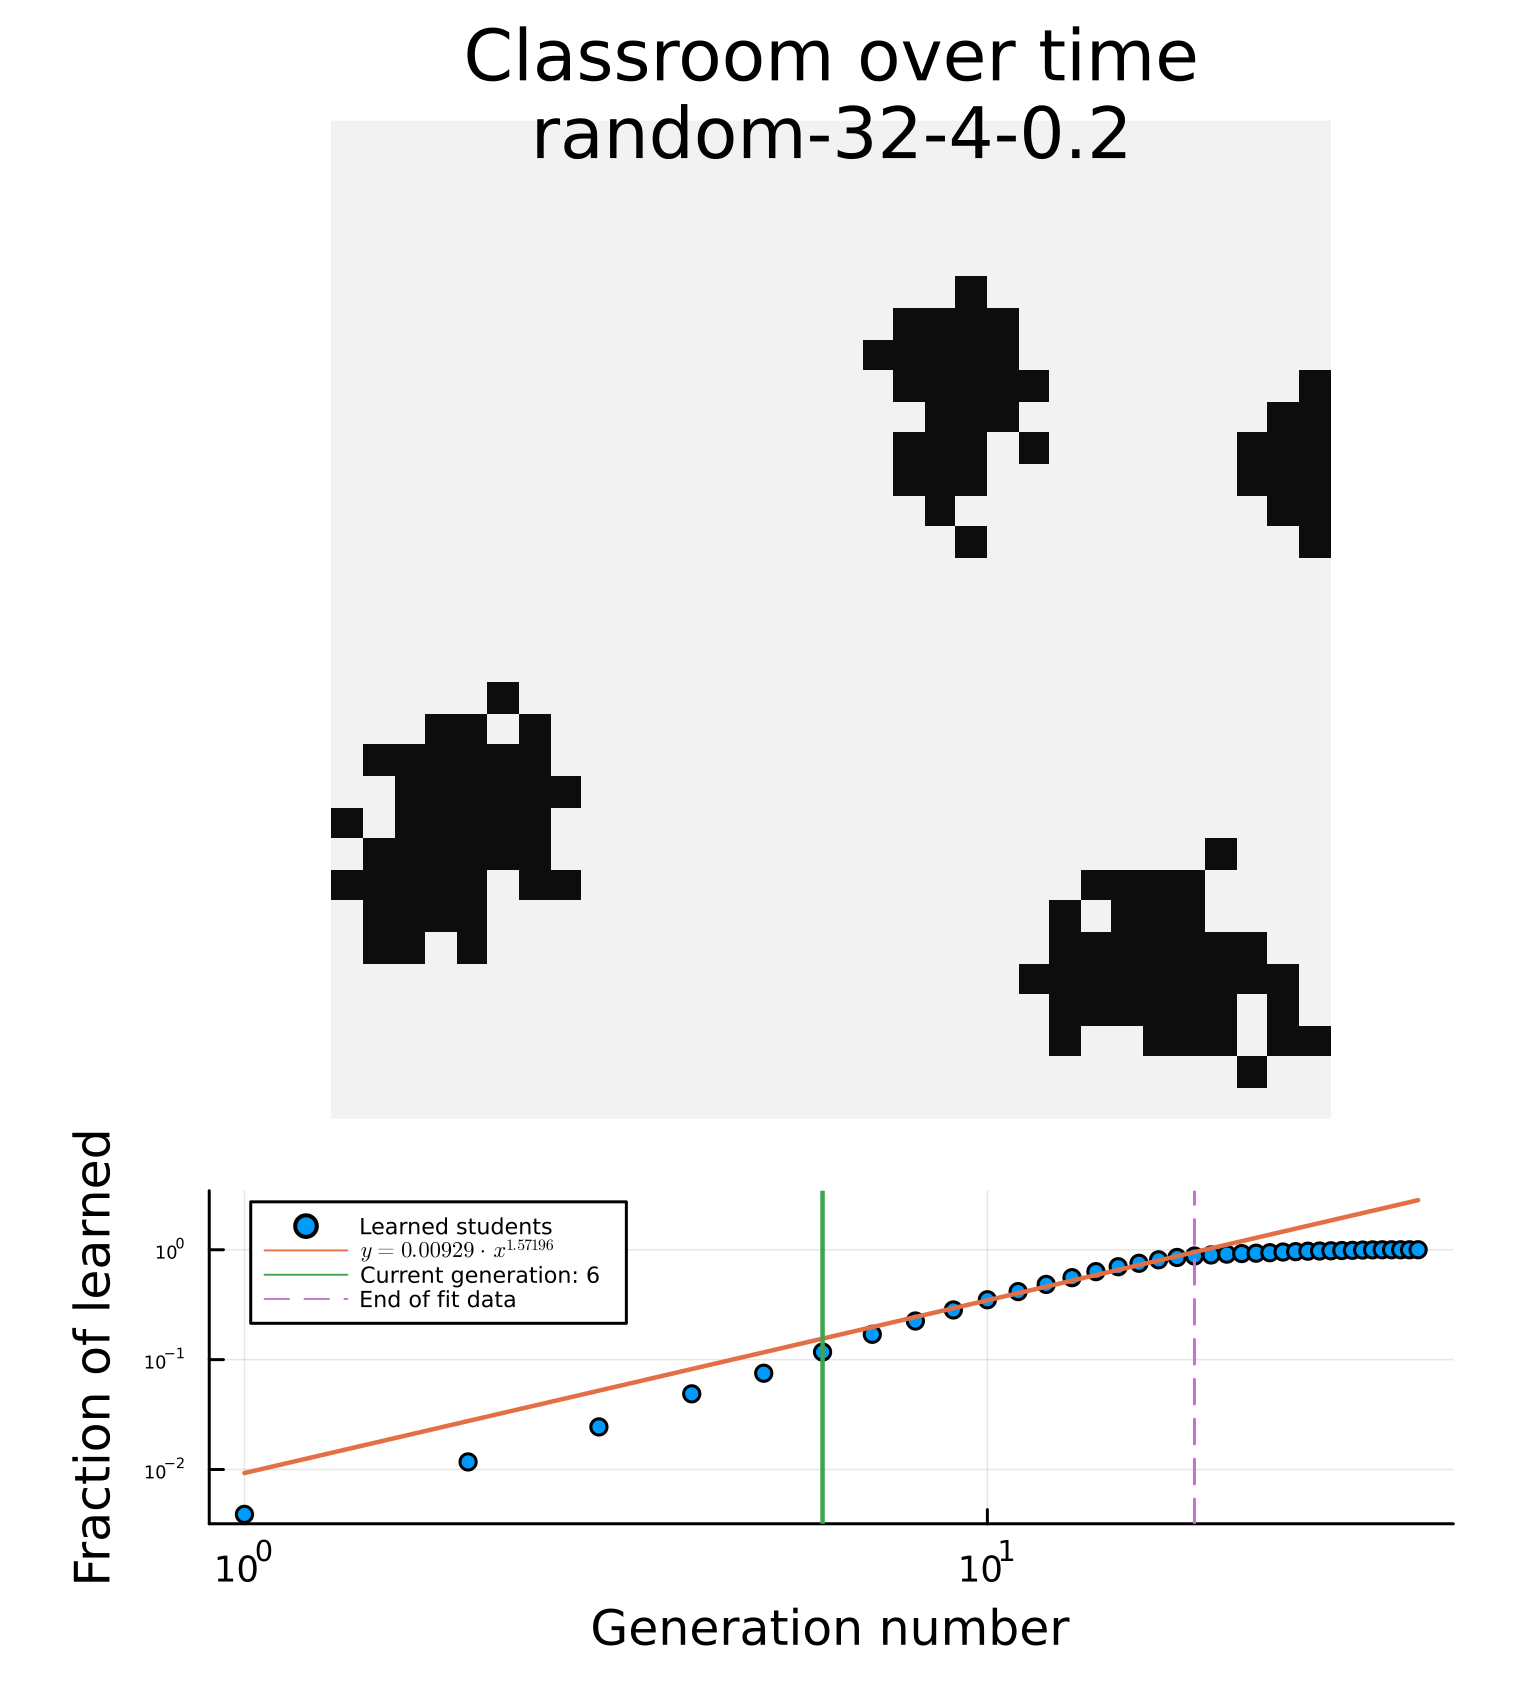 Classroom over time
random-32-4-0.2
Fraction of learned
Learned students
y = 0.00929 · x^1.57196
Current generation: 6
End of fit data
10^0
10^-1
10^-2
10^0
10^1
Generation number